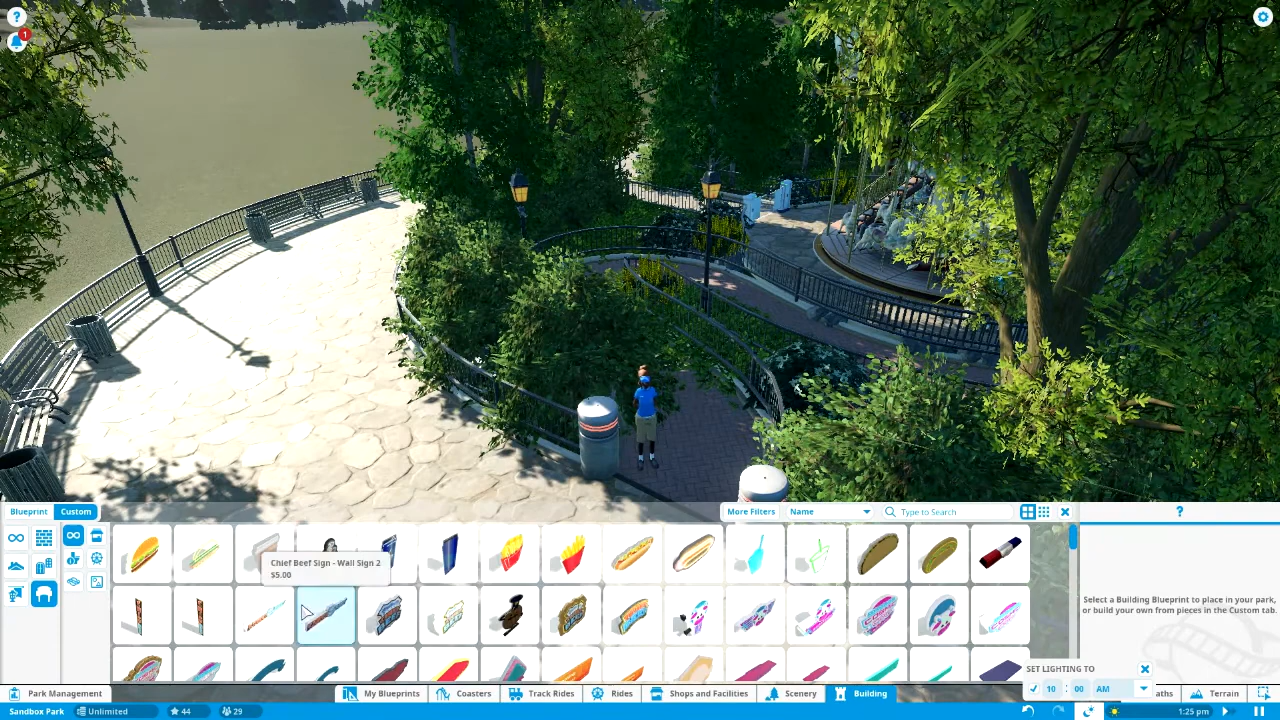 ?
1
Blueprint
Custom
More Filters
Name
Type to Search
?
Chief Beef Sign - Wall Sign 2
$5.00
Select a Building Blueprint to place in your park,
or build your own from pieces in the Custom tab.
SET LIGHTING TO
10 : 00 AM
Park Management
My Blueprints
Coasters
Track Rides
Rides
Shops and Facilities
Scenery
Building
aths
Terrain
Sandbox Park
Unlimited
44
29
1:25 pm